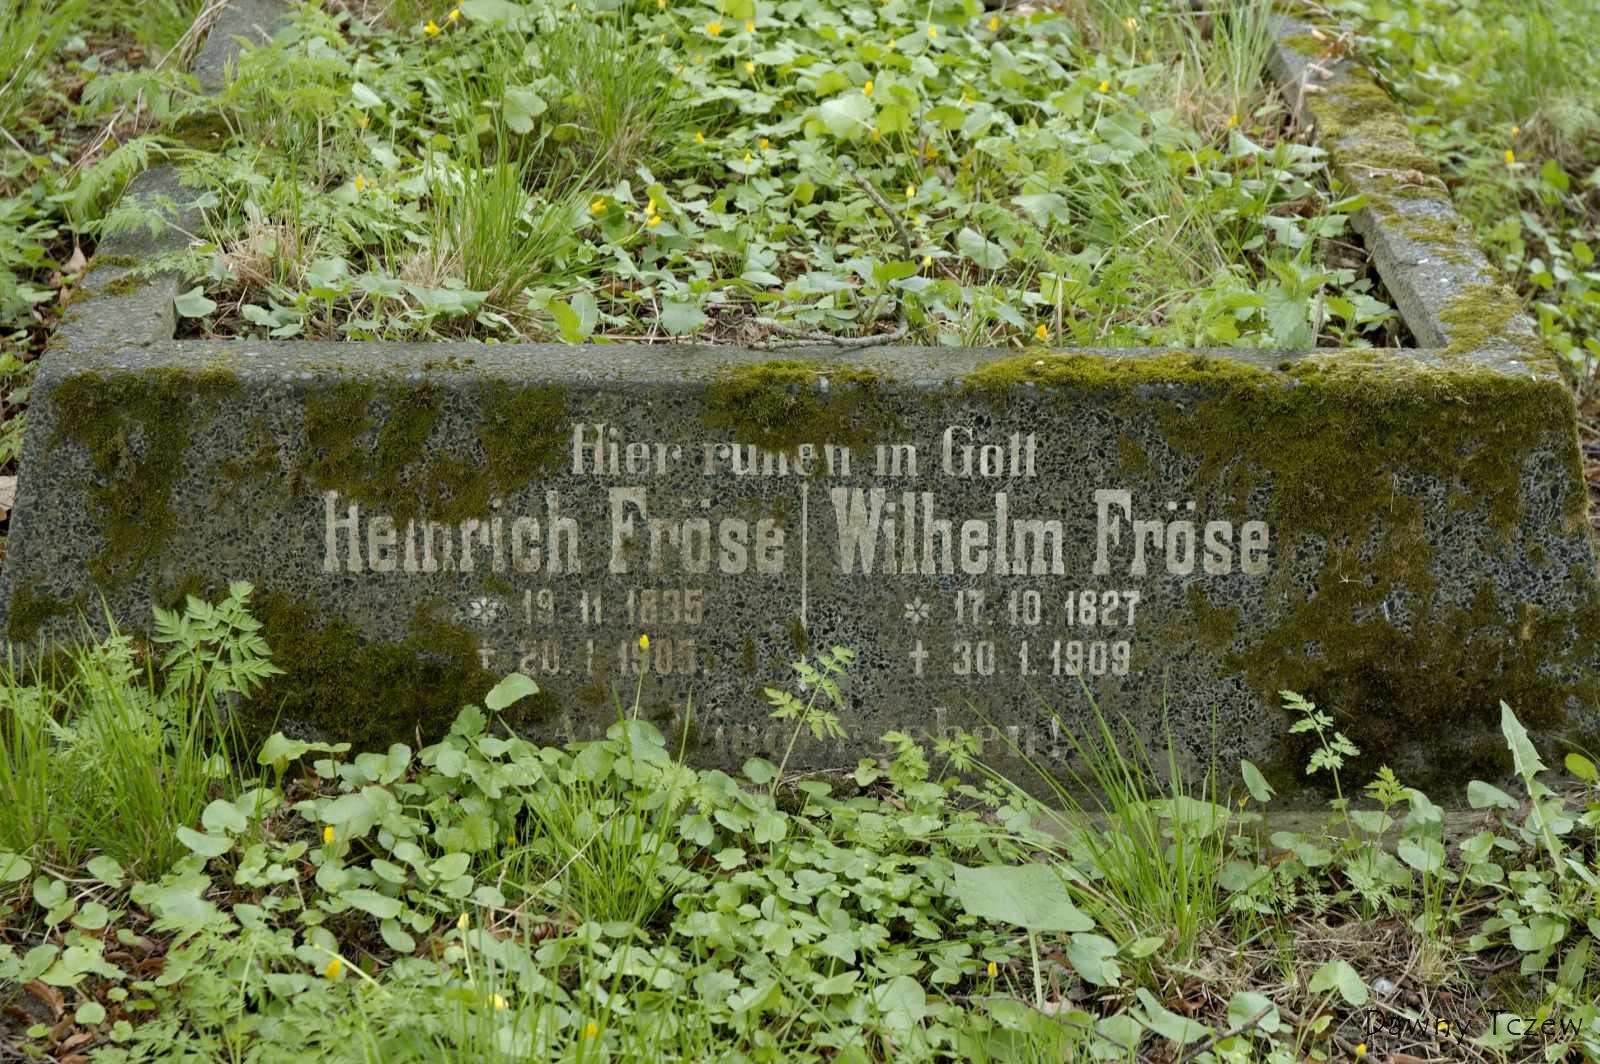 Hier ruhen in Gott
Heinrich Fröse
* 19. 11. 1835
† 20. 1. 1905.
Wilhelm Fröse
* 17. 10. 1827
† 30. 1. 1909.
Dawny Tczew